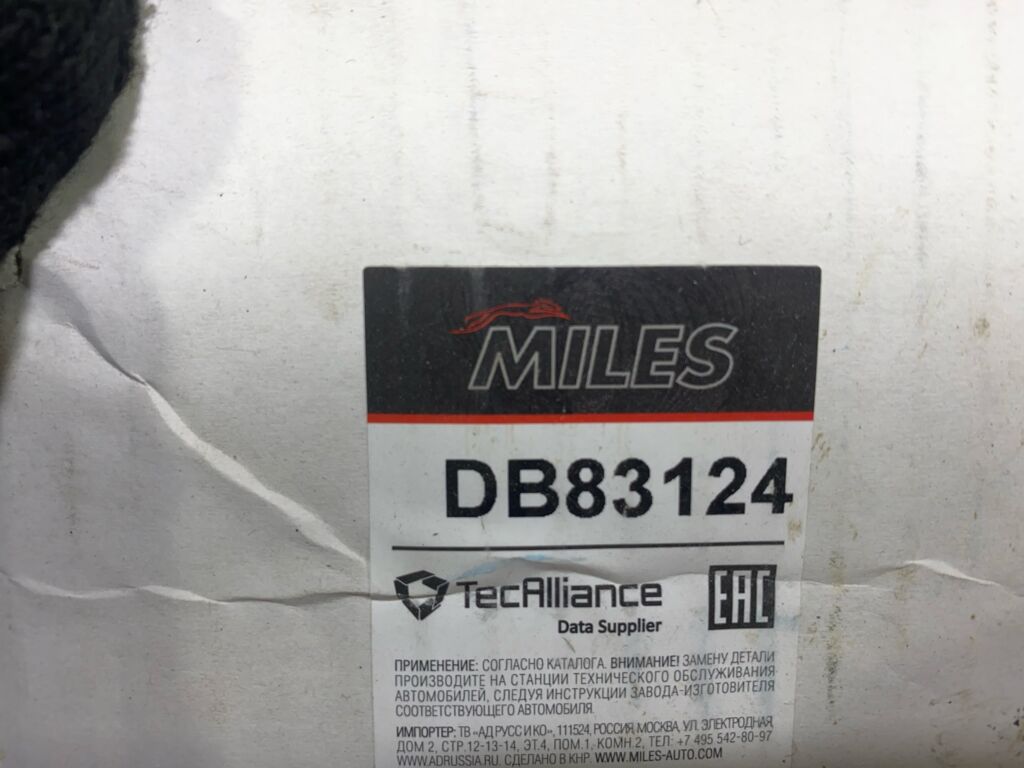 MILES
DB83124
TecAlliance
Data Supplier
EAC
ПРИМЕНЕНИЕ: СОГЛАСНО КАТАЛОГА. ВНИМАНИЕ! ЗАМЕНУ ДЕТАЛИ
ПРОИЗВОДИТЕ НА СТАНЦИИ ТЕХНИЧЕСКОГО ОБСЛУЖИВАНИЯ
АВТОМОБИЛЕЙ, СЛЕДУЯ ИНСТРУКЦИИ ЗАВОДА-ИЗГОТОВИТЕЛЯ
СООТВЕТСТВУЮЩЕГО АВТОМОБИЛЯ.
ИМПОРТЕР: ТВ «АД РУСС И КО», 111524, РОССИЯ, МОСКВА, УЛ. ЭЛЕКТРОДНАЯ,
ДОМ 2, СТР.12-13-14, ЭТ.4, ПОМ.1, КОМН.2, ТЕЛ: +7 495 542-80-97
WWW.ADRUSSIA.RU. СДЕЛАНО В КНР. WWW.MILES-AUTO.COM